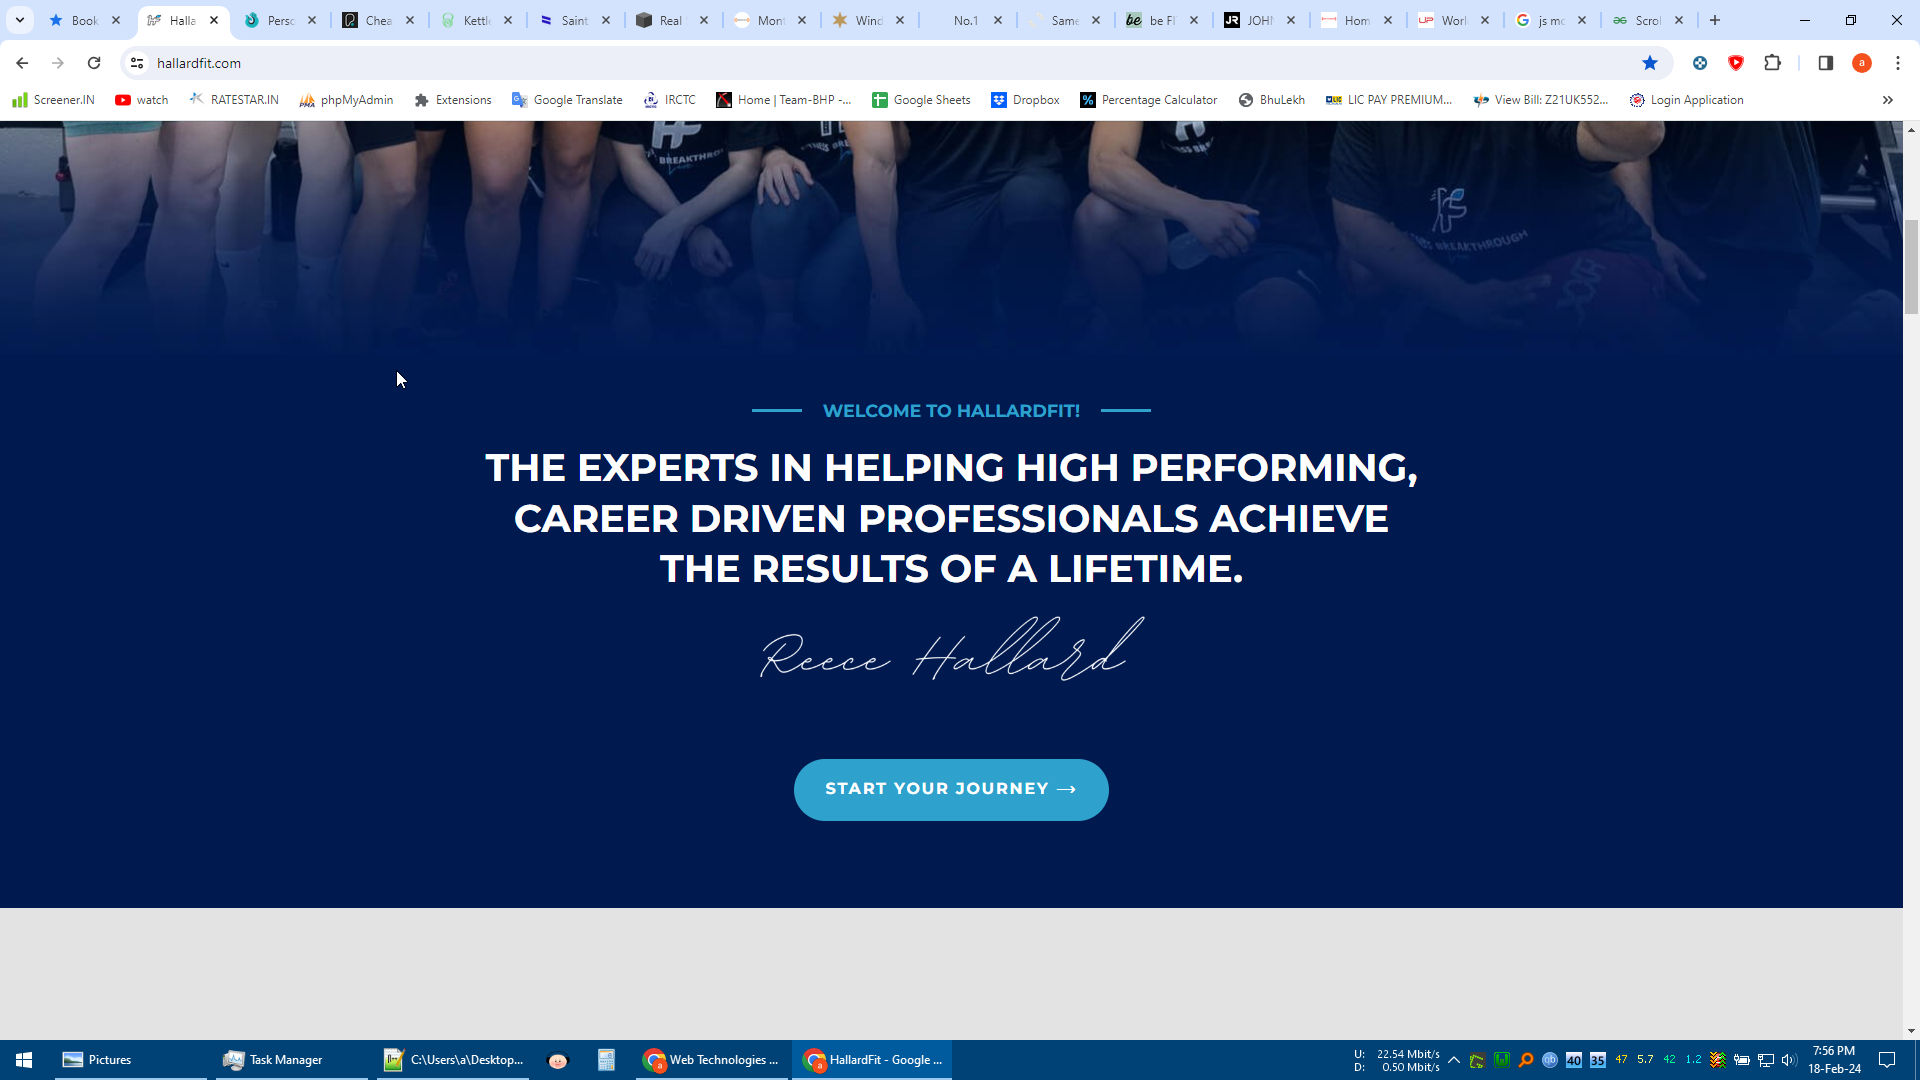 Book
Halla
Perso
Chea
Kettl
Saint
Real
Mont
Wind
No.1
Same
be FI
JOHN
Hom
Worl
js mo
Scrol
hallardfit.com
Screener.IN
watch
RATESTAR.IN
phpMyAdmin
Extensions
Google Translate
IRCTC
Home | Team-BHP -...
Google Sheets
Dropbox
Percentage Calculator
BhuLekh
LIC PAY PREMIUM...
View Bill: Z21UK552...
Login Application
WELCOME TO HALLARDFIT!
THE EXPERTS IN HELPING HIGH PERFORMING,
CAREER DRIVEN PROFESSIONALS ACHIEVE
THE RESULTS OF A LIFETIME.
Reece Hallard
START YOUR JOURNEY →
Pictures
Task Manager
C:\Users\a\Desktop...
Web Technologies ...
HallardFit - Google ...
U: 22.54 Mbit/s
D: 0.50 Mbit/s
40
35
47
5.7
42
1.2
7:56 PM
18-Feb-24